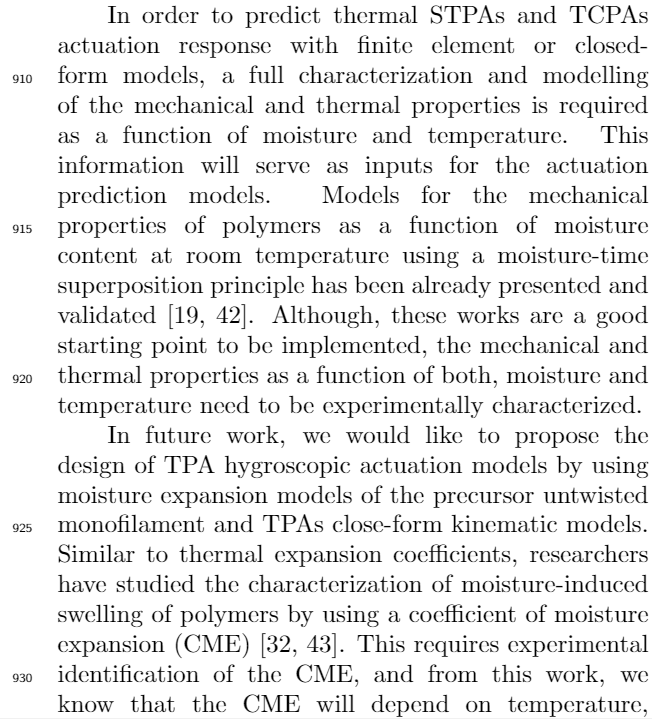 In order to predict thermal STPAs and TCPAs
actuation response with finite element or closed-
910 form models, a full characterization and modelling
of the mechanical and thermal properties is required
as a function of moisture and temperature. This
information will serve as inputs for the actuation
prediction models. Models for the mechanical
915 properties of polymers as a function of moisture
content at room temperature using a moisture-time
superposition principle has been already presented and
validated [19, 42]. Although, these works are a good
starting point to be implemented, the mechanical and
920 thermal properties as a function of both, moisture and
temperature need to be experimentally characterized.
In future work, we would like to propose the
design of TPA hygroscopic actuation models by using
moisture expansion models of the precursor untwisted
925 monofilament and TPAs close-form kinematic models.
Similar to thermal expansion coefficients, researchers
have studied the characterization of moisture-induced
swelling of polymers by using a coefficient of moisture
expansion (CME) [32, 43]. This requires experimental
930 identification of the CME, and from this work, we
know that the CME will depend on temperature,